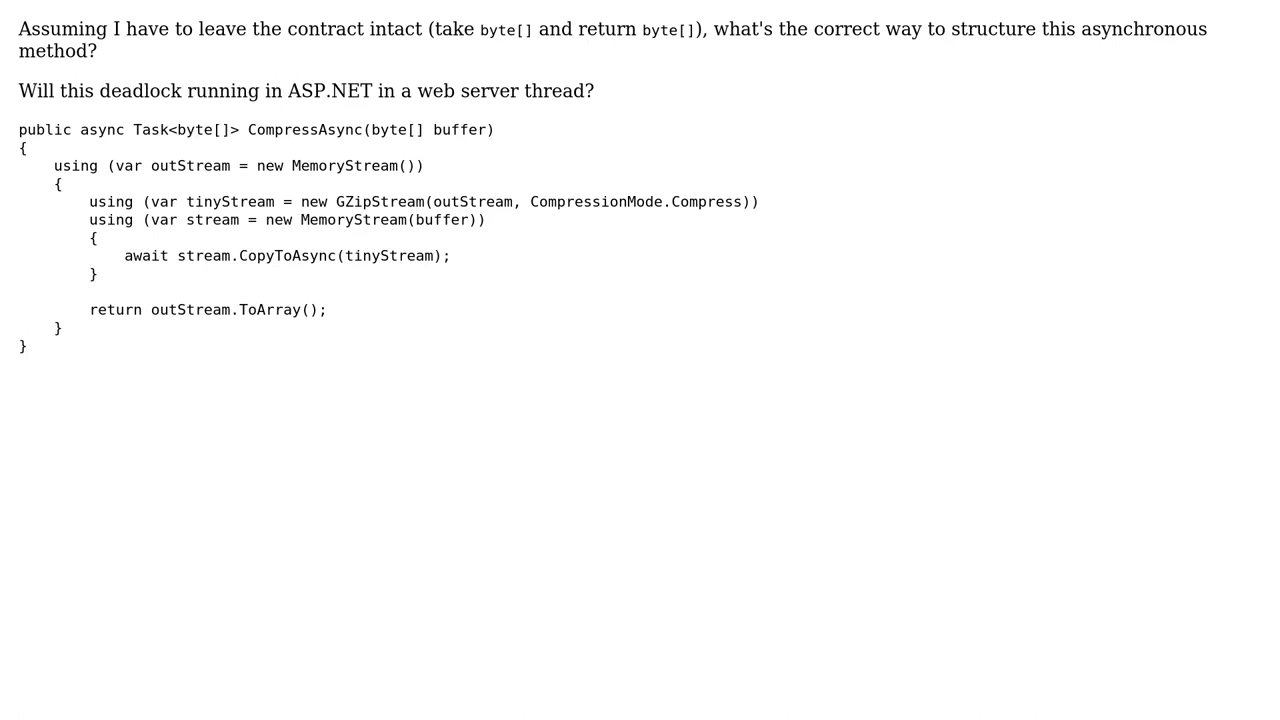 Assuming I have to leave the contract intact (take byte[] and return byte[]), what's the correct way to structure this asynchronous
method?
Will this deadlock running in ASP.NET in a web server thread?
public async Task<byte[]> CompressAsync(byte[] buffer)
{
    using (var outStream = new MemoryStream())
    {
        using (var tinyStream = new GZipStream(outStream, CompressionMode.Compress))
        using (var stream = new MemoryStream(buffer))
        {
            await stream.CopyToAsync(tinyStream);
        }
        return outStream.ToArray();
    }
}